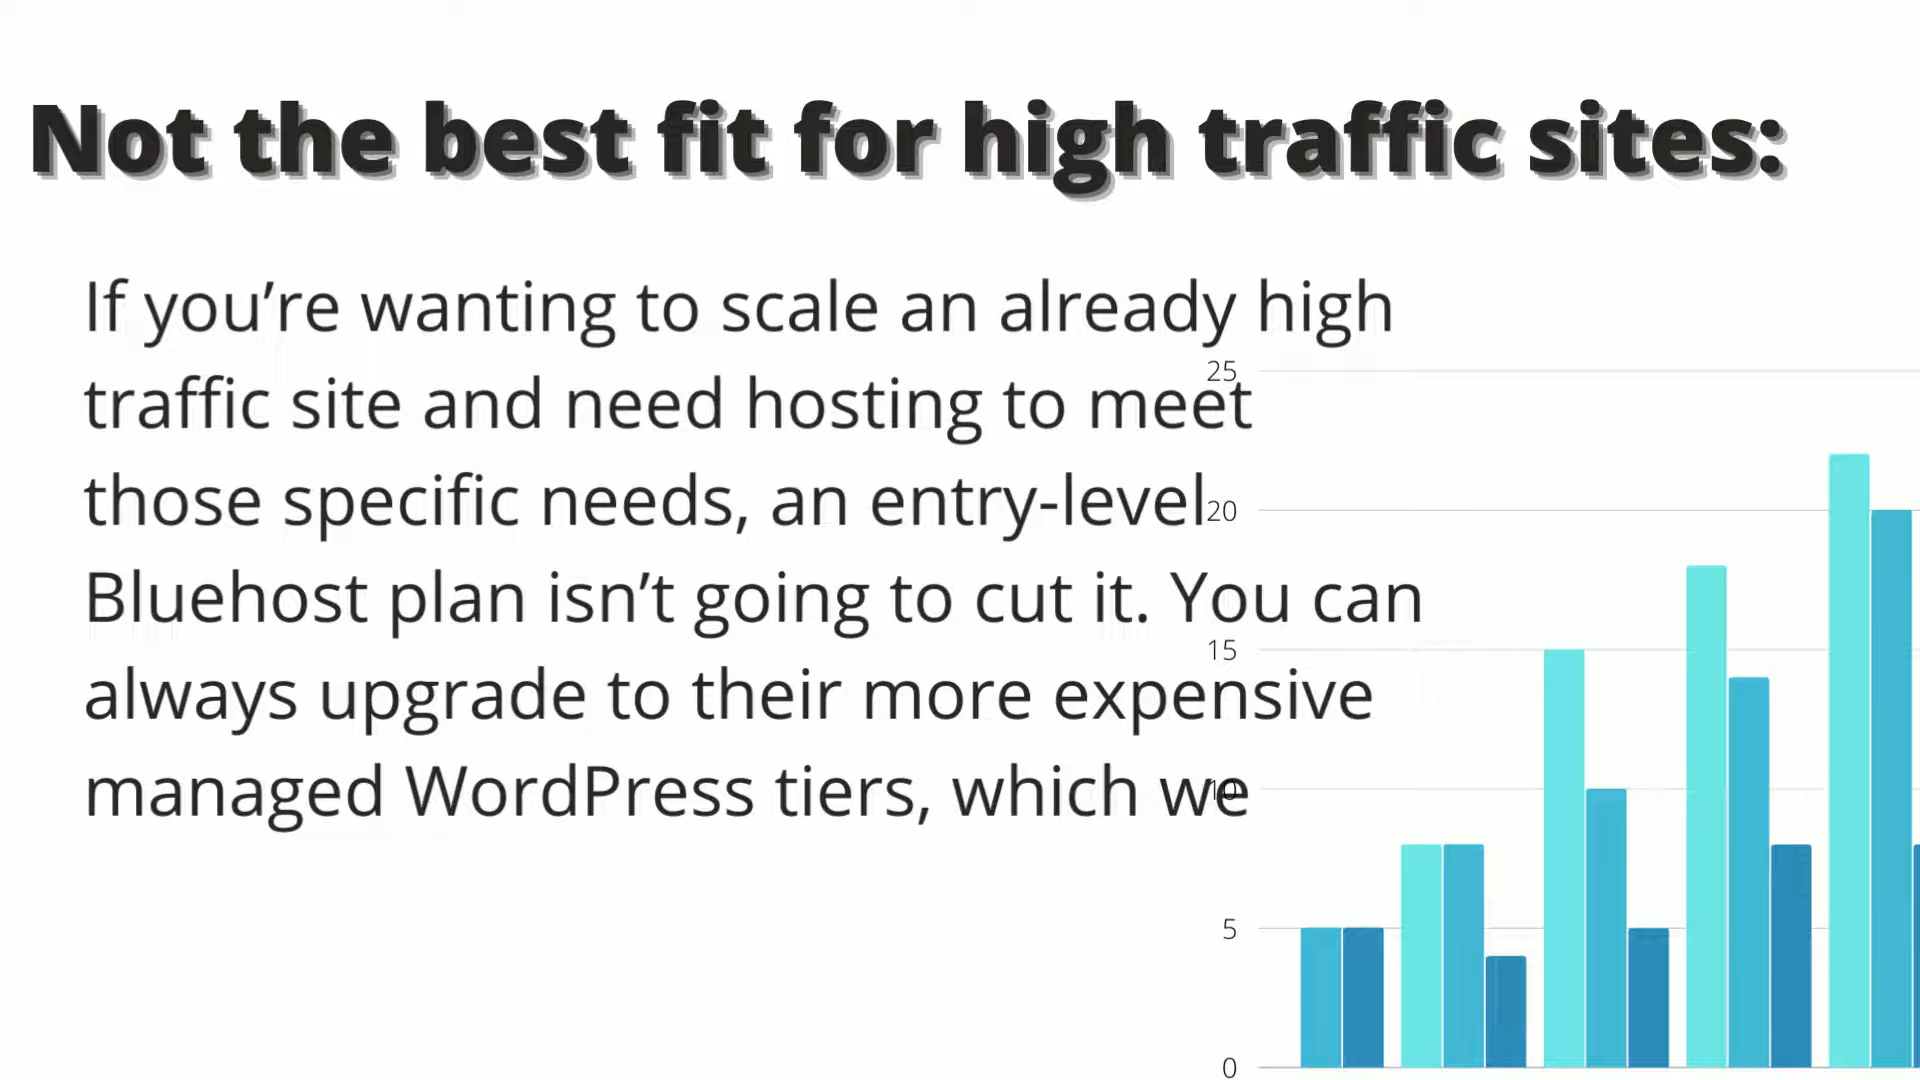 Not the best fit for high traffic sites:
If you’re wanting to scale an already high
traffic site and need hosting to meet
those specific needs, an entry-level
Bluehost plan isn’t going to cut it. You can
always upgrade to their more expensive
managed WordPress tiers, which we
25
20
15
10
5
0